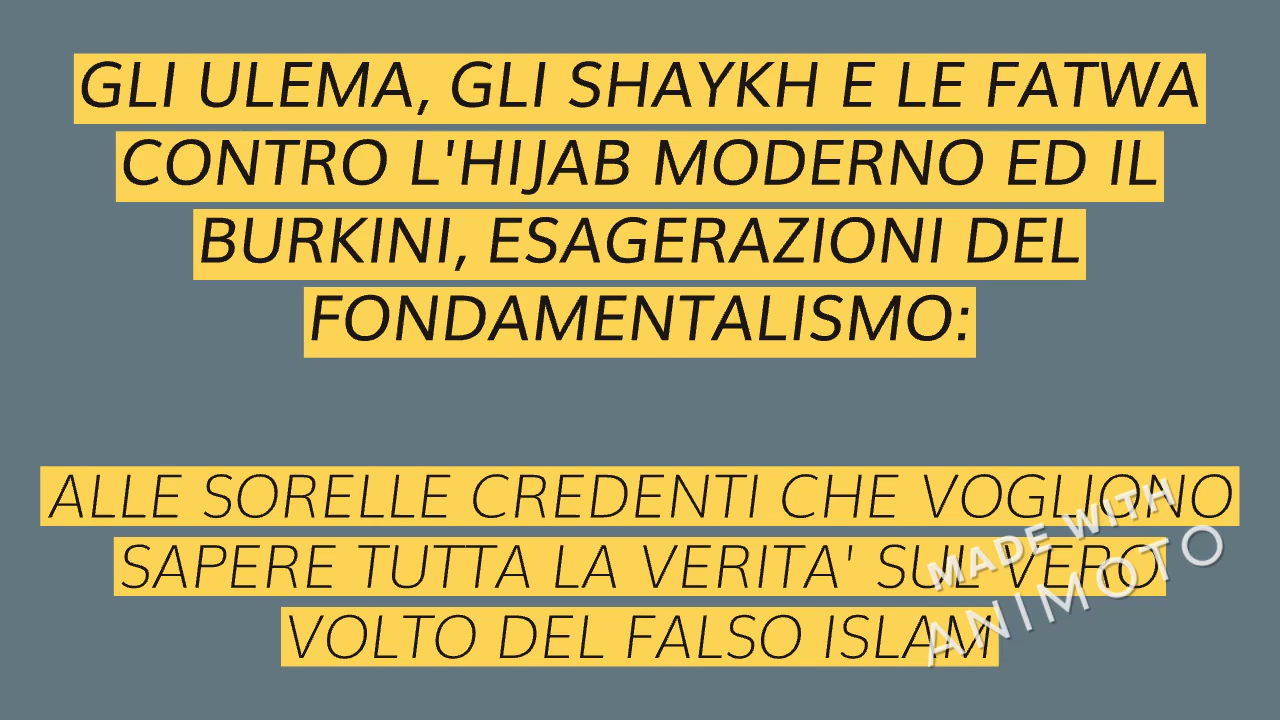 GLI ULEMA, GLI SHAYKH E LE FATWA
CONTRO L'HIJAB MODERNO ED IL
BURKINI, ESAGERAZIONI DEL
FONDAMENTALISMO:
ALLE SORELLE CREDENTI CHE VOGLIONO
SAPERE TUTTA LA VERITA' SUL VERO
VOLTO DEL FALSO ISLAM
MADE WITH
ANIMOTO